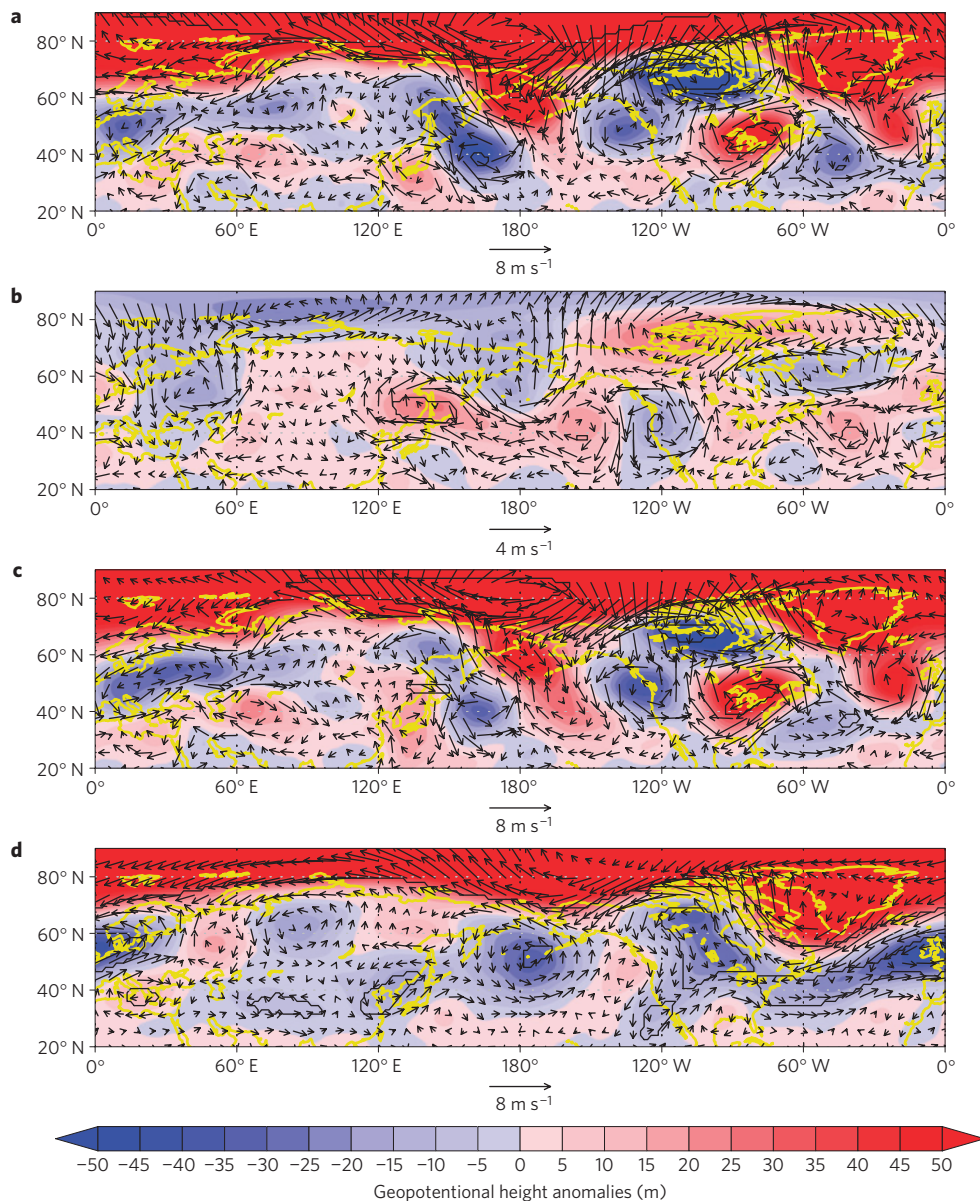 a
80° N
60° N
40° N
20° N
0° 60° E 120° E 180° 120° W 60° W 0°
8 m s⁻¹
b
80° N
60° N
40° N
20° N
0° 60° E 120° E 180° 120° W 60° W 0°
4 m s⁻¹
c
80° N
60° N
40° N
20° N
0° 60° E 120° E 180° 120° W 60° W 0°
8 m s⁻¹
d
80° N
60° N
40° N
20° N
0° 60° E 120° E 180° 120° W 60° W 0°
8 m s⁻¹
−50 −45 −40 −35 −30 −25 −20 −15 −10 −5 0 5 10 15 20 25 30 35 40 45 50
Geopotentional height anomalies (m)